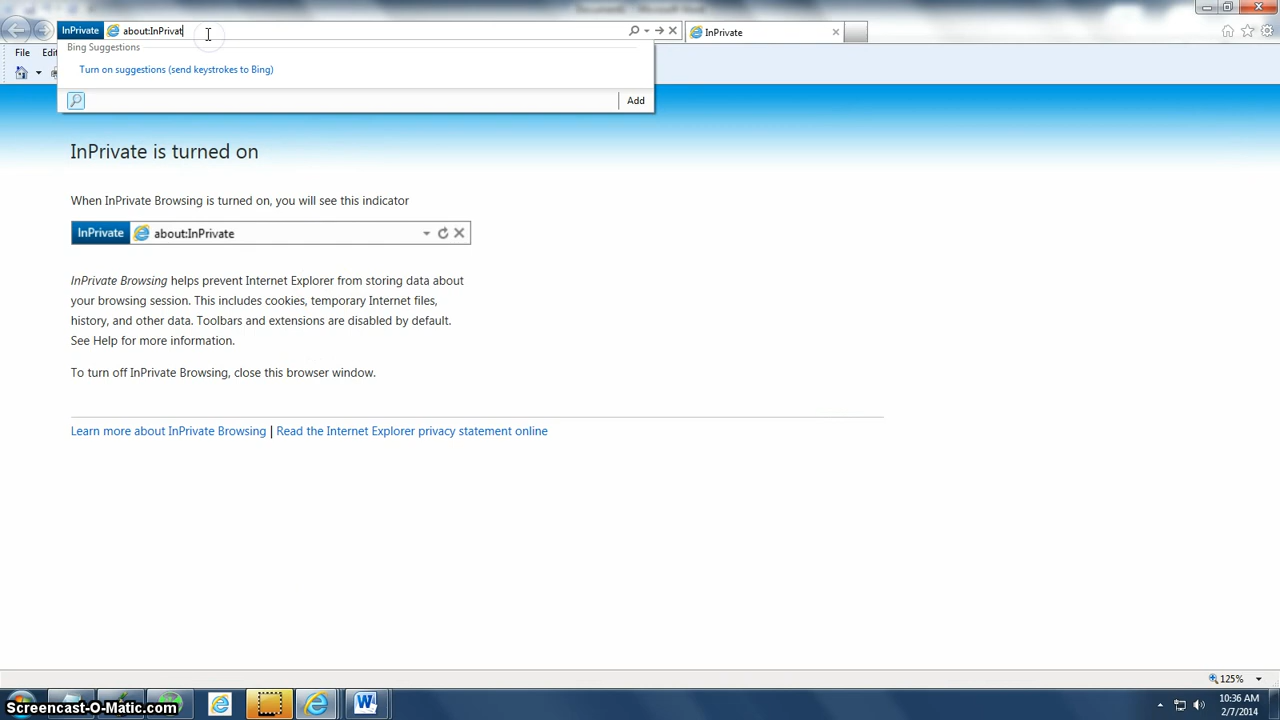 Document1 - Microsoft Word
InPrivate about:InPrivat
InPrivate
Bing Suggestions
File Edi
Turn on suggestions (send keystrokes to Bing)
Add
InPrivate is turned on
When InPrivate Browsing is turned on, you will see this indicator
InPrivate about:InPrivate
InPrivate Browsing helps prevent Internet Explorer from storing data about
your browsing session. This includes cookies, temporary Internet files,
history, and other data. Toolbars and extensions are disabled by default.
See Help for more information.
To turn off InPrivate Browsing, close this browser window.
Learn more about InPrivate Browsing | Read the Internet Explorer privacy statement online
125%
10:36 AM
2/7/2014
Screencast-O-Matic.com